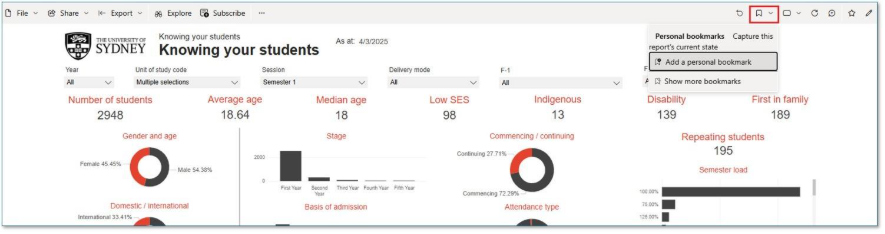 File Share Export Explore Subscribe ...
THE UNIVERSITY OF
SYDNEY
Knowing your students
Knowing your students
As at: 4/3/2025
Personal bookmarks Capture this
report's current state
Add a personal bookmark
Show more bookmarks
Year
All
Unit of study code
Multiple selections
Session
Semester 1
Delivery mode
All
F-1
All
Number of students
2948
Average age
18.64
Median age
18
Low SES
98
Indigenous
13
Disability
139
First in family
189
Gender and age
Female 45.45%
Male 54.38%
Stage
2000
0
First Year
Second
Year
Third Year
Fourth Year
Fifth Year
Commencing / continuing
Continuing 27.71%
Commencing 72.29%
Repeating students
195
Semester load
100.00%
75.00%
125.00%
Domestic / international
International 33.41%
Basis of admission
Attendance type